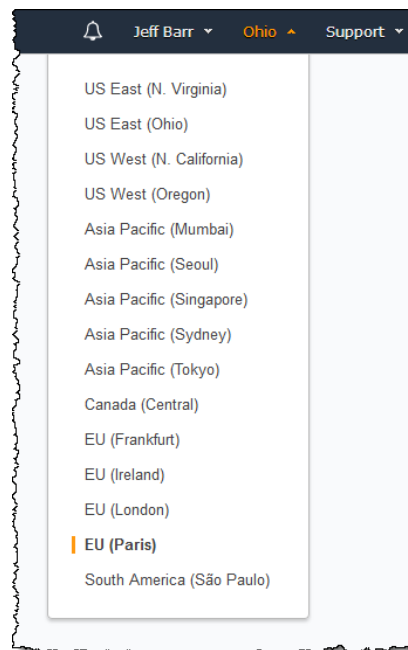 Jeff Barr Ohio Support
US East (N. Virginia)
US East (Ohio)
US West (N. California)
US West (Oregon)
Asia Pacific (Mumbai)
Asia Pacific (Seoul)
Asia Pacific (Singapore)
Asia Pacific (Sydney)
Asia Pacific (Tokyo)
Canada (Central)
EU (Frankfurt)
EU (Ireland)
EU (London)
EU (Paris)
South America (São Paulo)